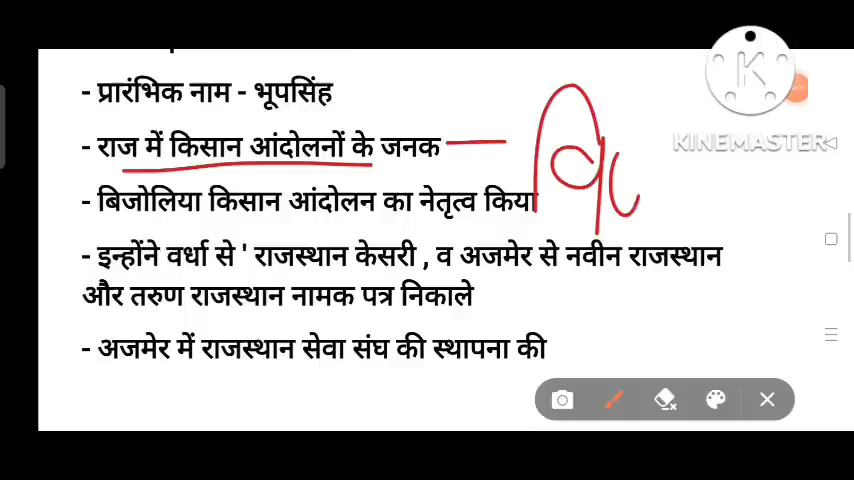 - प्रारंभिक नाम - भूपसिंह
- राज में किसान आंदोलनों के जनक
- बिजोलिया किसान आंदोलन का नेतृत्व किया
- इन्होंने वर्धा से ' राजस्थान केसरी , व अजमेर से नवीन राजस्थान
और तरुण राजस्थान नामक पत्र निकाले
- अजमेर में राजस्थान सेवा संघ की स्थापना की
KINEMASTER